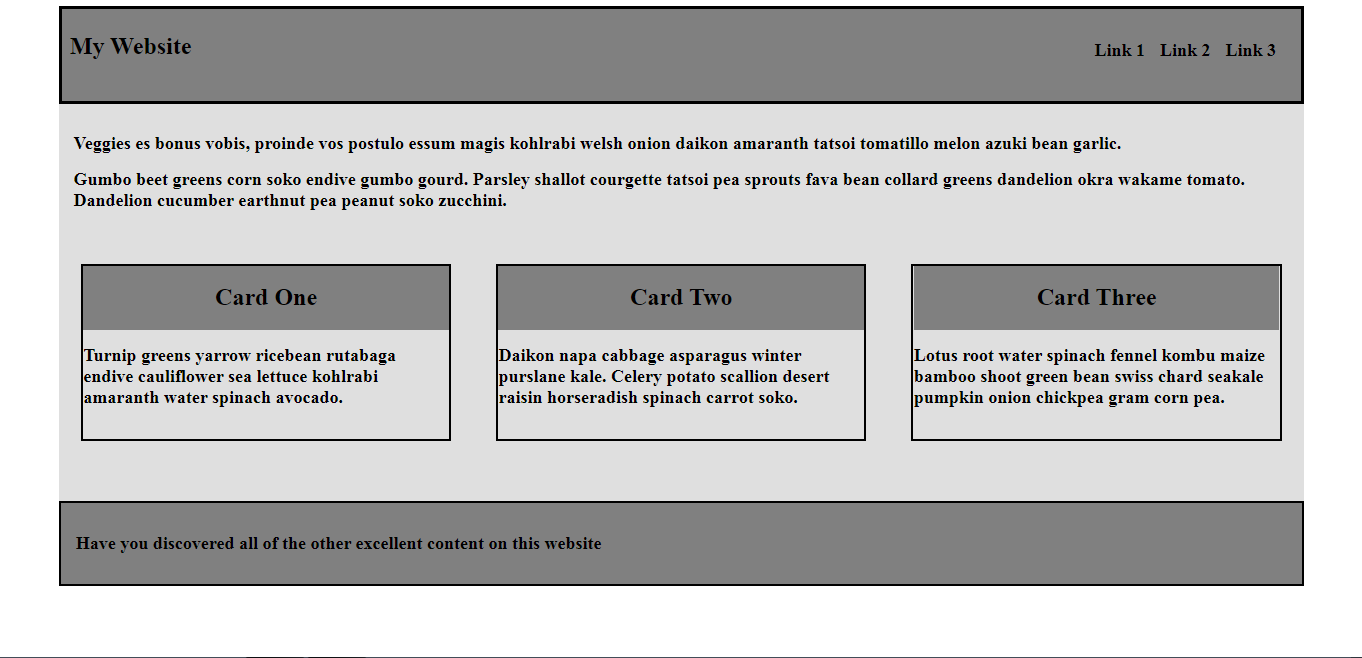 My Website
Link 1 Link 2 Link 3
Veggies es bonus vobis, proinde vos postulo essum magis kohlrabi welsh onion daikon amaranth tatsoi tomatillo melon azuki bean garlic.
Gumbo beet greens corn soko endive gumbo gourd. Parsley shallot courgette tatsoi pea sprouts fava bean collard greens dandelion okra wakame tomato.
Dandelion cucumber earthnut pea peanut soko zucchini.
Card One
Turnip greens yarrow ricebean rutabaga
endive cauliflower sea lettuce kohlrabi
amaranth water spinach avocado.
Card Two
Daikon napa cabbage asparagus winter
purslane kale. Celery potato scallion desert
raisin horseradish spinach carrot soko.
Card Three
Lotus root water spinach fennel kombu maize
bamboo shoot green bean swiss chard seakale
pumpkin onion chickpea gram corn pea.
Have you discovered all of the other excellent content on this website